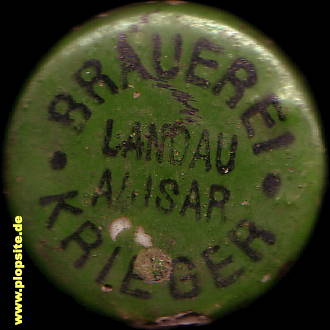 BRAUEREI
LANDAU
A/ISAR
KRIEGER
www.plopsite.de